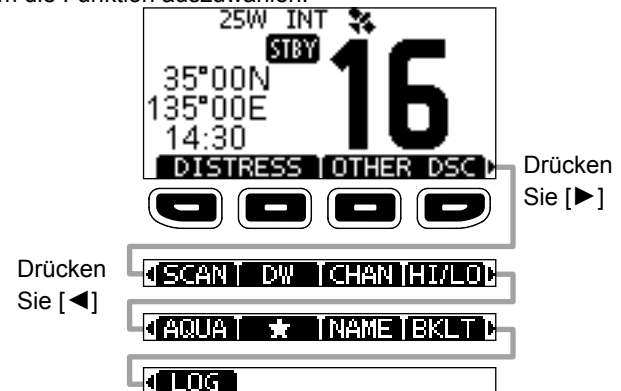 die Funktion auszuwählen.
25W INT
STBY
16
35°00N
135°00E
14:30
DISTRESS OTHER DSC
Drücken
Sie [►]
Drücken
Sie [◄]
SCAN DW CHAN HI/LO
AQUA ★ NAME BKLT
LOG